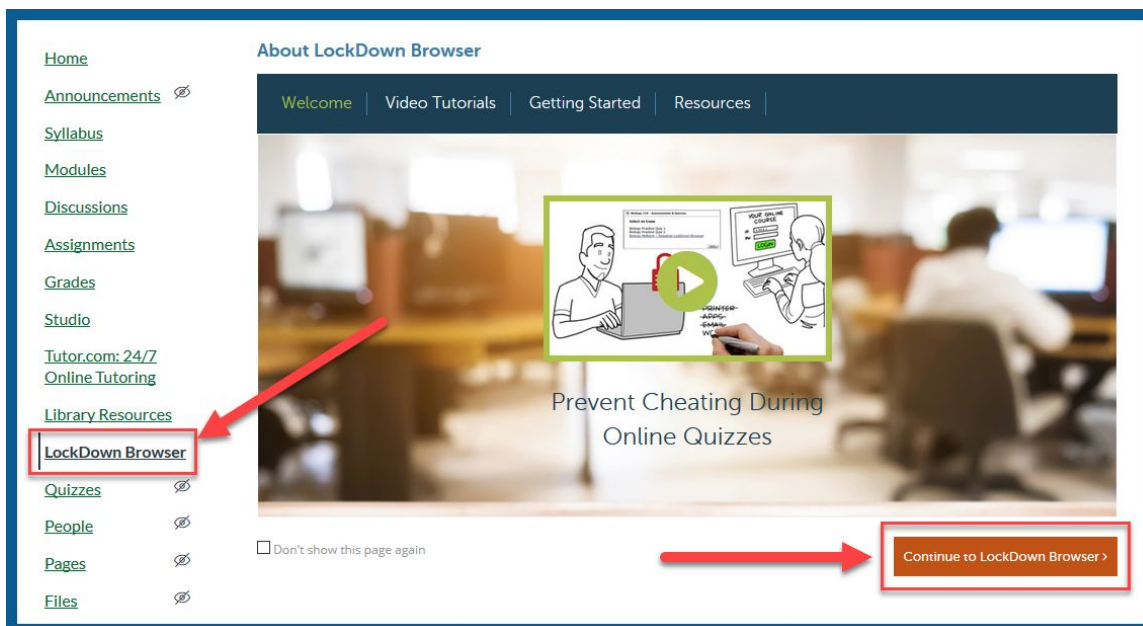 Home
Announcements
Syllabus
Modules
Discussions
Assignments
Grades
Studio
Tutor.com: 24/7
Online Tutoring
Library Resources
LockDown Browser
Quizzes
People
Pages
Files
About LockDown Browser
Welcome
Video Tutorials
Getting Started
Resources
YOUR ONLINE
COURSE
LOGIN
PRINTER
APPS
EMAIL
Prevent Cheating During
Online Quizzes
Don't show this page again
Continue to LockDown Browser >